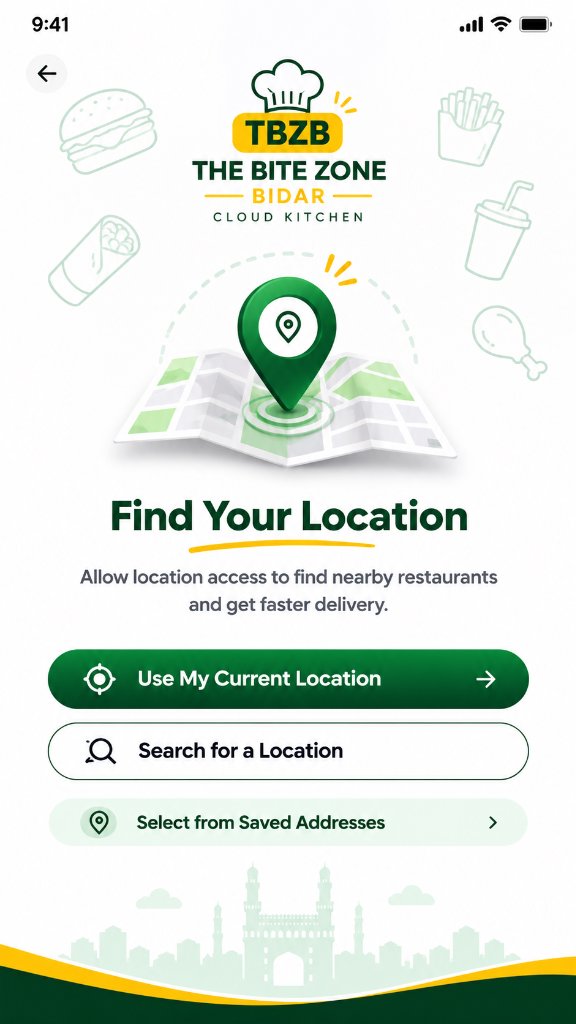 9:41
TBZB
THE BITE ZONE
BIDAR
CLOUD KITCHEN
Find Your Location
Allow location access to find nearby restaurants
and get faster delivery.
Use My Current Location
Search for a Location
Select from Saved Addresses